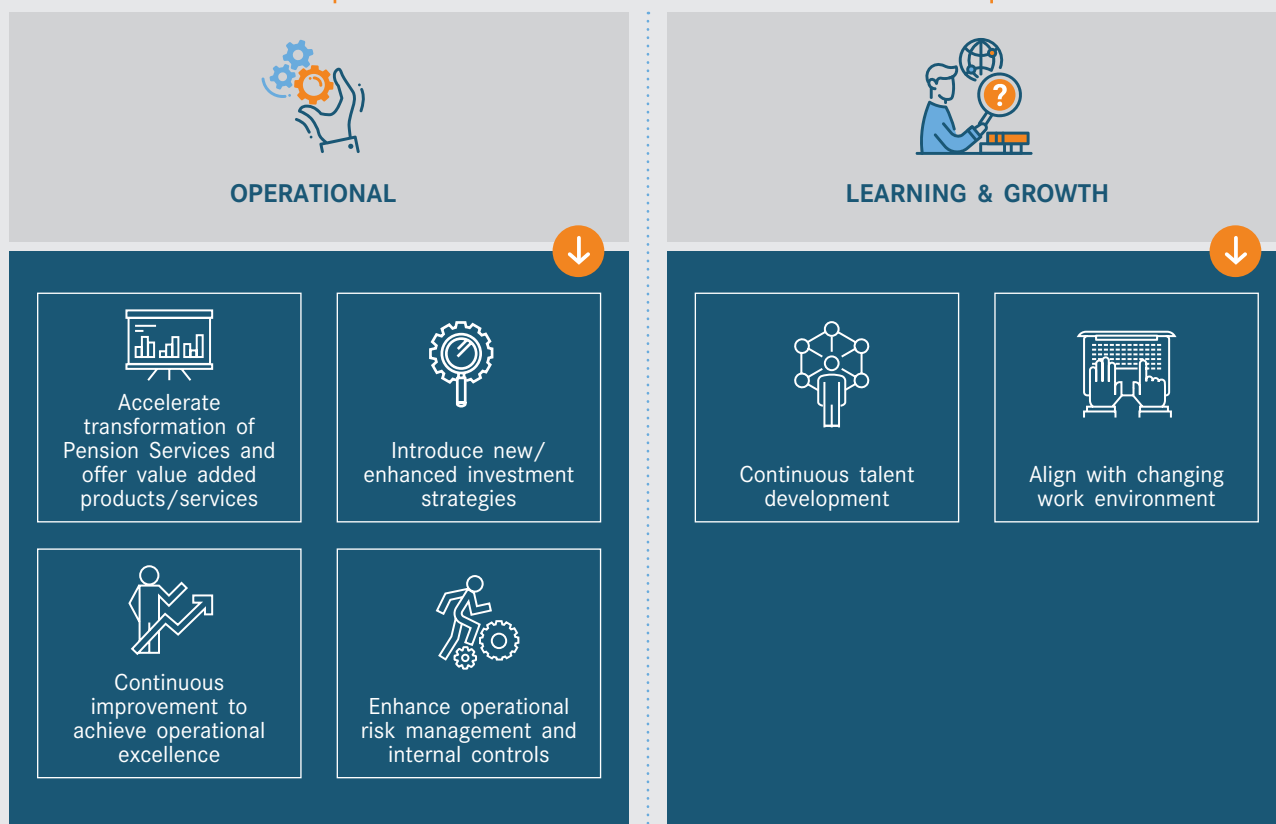 OPERATIONAL
Accelerate
transformation of
Pension Services and
offer value added
products/services
Introduce new/
enhanced investment
strategies
Continuous
improvement to
achieve operational
excellence
Enhance operational
risk management and
internal controls
LEARNING & GROWTH
?
Continuous talent
development
Align with changing
work environment